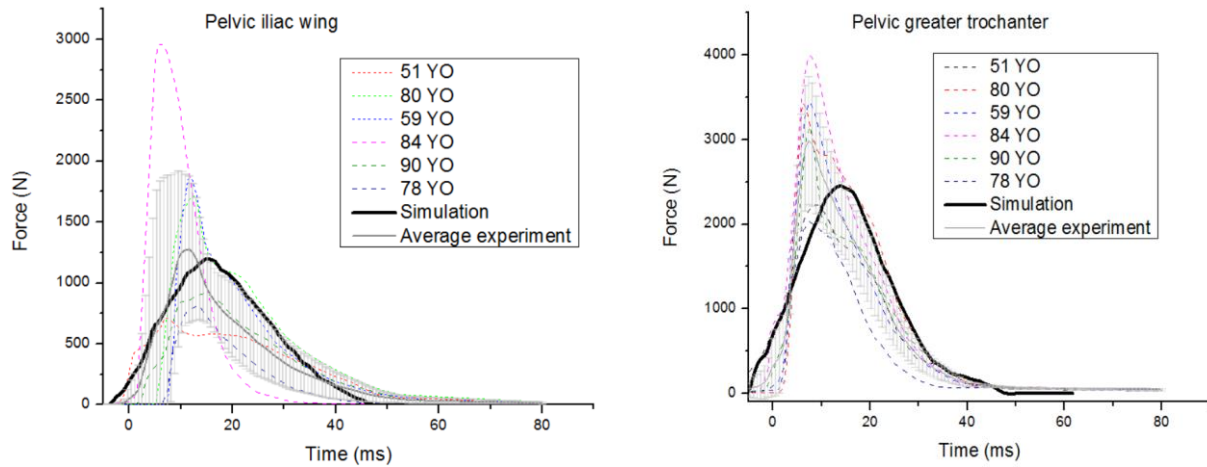 Pelvic iliac wing
3000
2500
2000
1500
1000
500
0
Force (N)
51 YO
80 YO
59 YO
84 YO
90 YO
78 YO
Simulation
Average experiment
0 20 40 60 80
Time (ms)
Pelvic greater trochanter
4000
3000
2000
1000
0
Force (N)
51 YO
80 YO
59 YO
84 YO
90 YO
78 YO
Simulation
Average experiment
0 20 40 60 80
Time (ms)